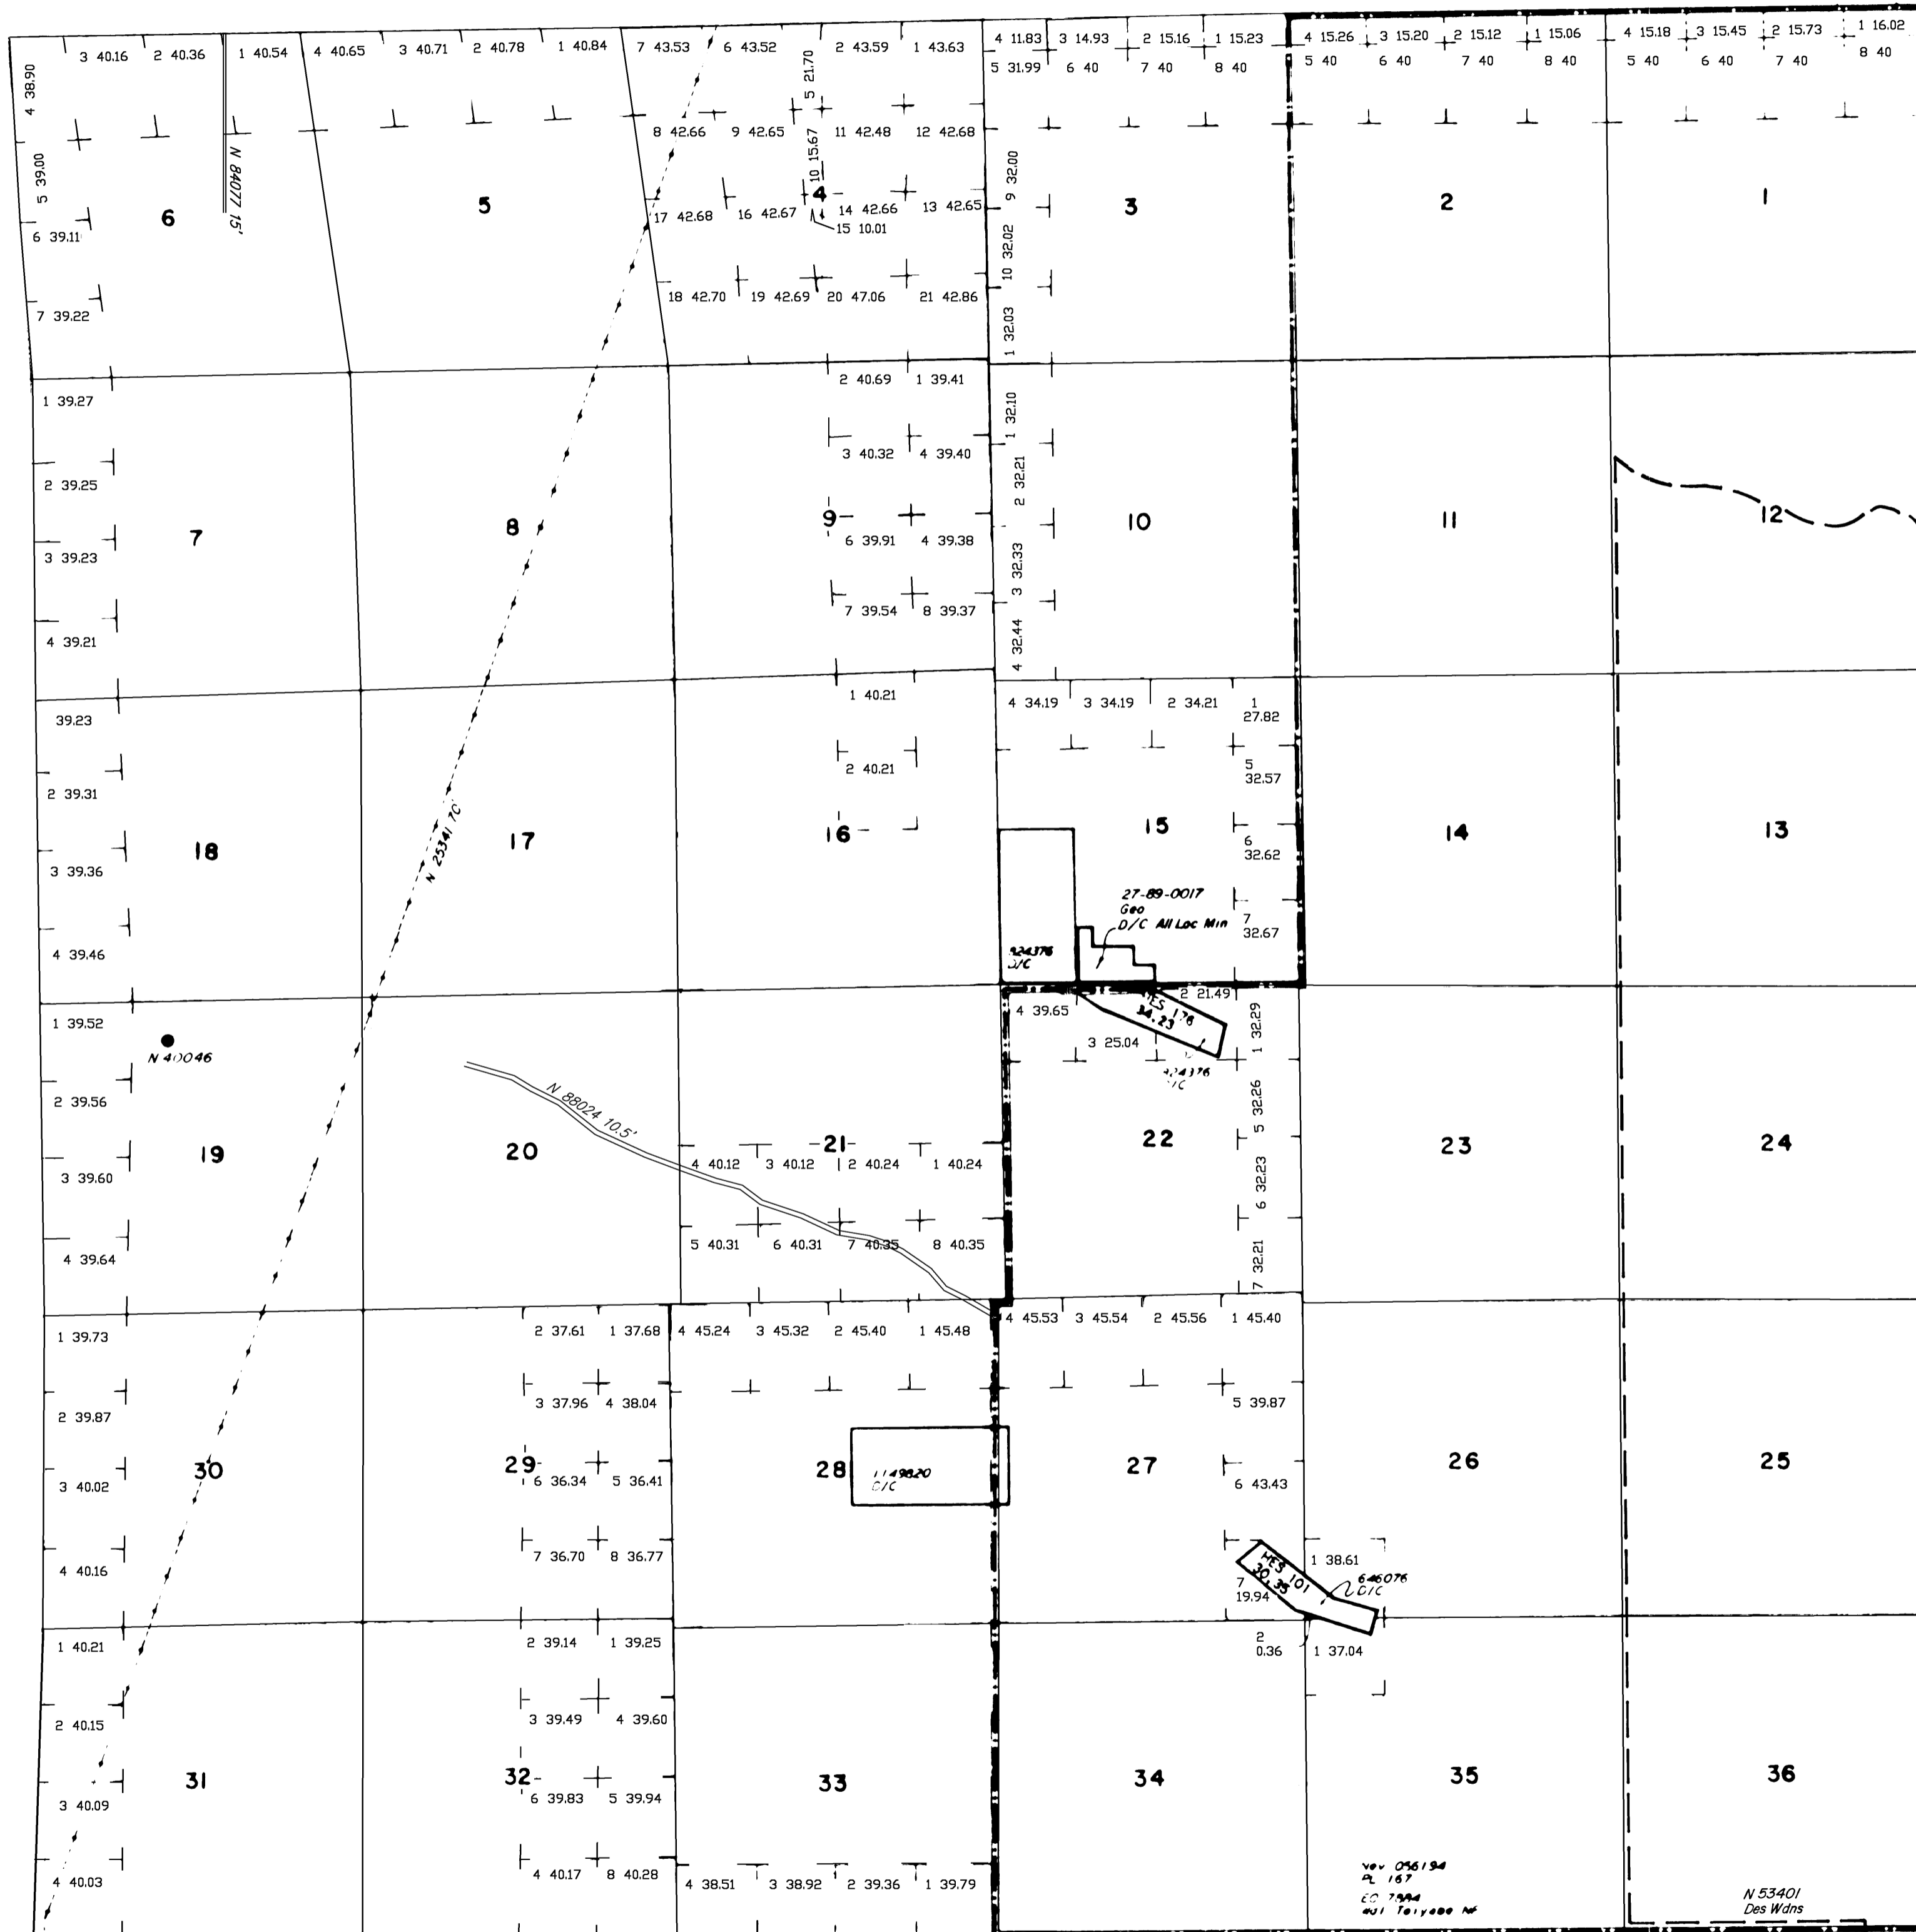 3 40.16 2 40.36 1 40.54 4 40.65 3 40.71 2 40.78 1 40.84 7 43.53 6 43.52 2 43.59 1 43.63 4 11.83 3 14.93 2 15.16 1 15.23 4 15.26 3 15.20 2 15.12 1 15.06 4 15.18 3 15.45 2 15.73 1 16.02
5 31.99 6 40 7 40 8 40 5 40 6 40 7 40 8 40 5 40 6 40 7 40 8 40
4 38.90
5 21.70
8 42.66 9 42.65 11 42.48 12 42.68
10 15.67
N 84077 15'
5 39.00
9 32.00
6 5 4 3 2 1
17 42.68 16 42.67 14 42.66 13 42.65
15 10.01
6 39.11
10 32.02
18 42.70 19 42.69 20 47.06 21 42.86
7 39.22
1 32.03
2 40.69 1 39.41
1 39.27
1 32.10
3 40.32 4 39.40
2 39.25
2 32.21
7 8 9 10 11 12
6 39.91 4 39.38
3 39.23
3 32.33
7 39.54 8 39.37
4 39.21
4 32.44
1 40.21
4 34.19 3 34.19 2 34.21 1
27.82
39.23
2 40.21
5
32.57
2 39.31
N 25341 70'
18 17 16 15 14 13
6
32.62
3 39.36
27-89-0017
Geo
D/C All Loc Min
7
32.67
924376
D/C
4 39.46
4 39.65
HES 176
34.23
2 21.49
1 39.52
1 32.29
N 40046
3 25.04
924376
D/C
2 39.56
N 88024 10.5'
5 32.26
19 20 21 22 23 24
4 40.12 3 40.12 2 40.24 1 40.24
3 39.60
6 32.23
5 40.31 6 40.31 7 40.35 8 40.35
4 39.64
7 32.21
1 39.73
2 37.61 1 37.68 4 45.24 3 45.32 2 45.40 1 45.48 4 45.53 3 45.54 2 45.56 1 45.40
3 37.96 4 38.04
5 39.87
2 39.87
30 29 28 27 26 25
1149820
D/C
6 36.34 5 36.41
6 43.43
3 40.02
7 36.70 8 36.77
4 40.16
HES 101
30.35
1 38.61
646076
D/C
7
19.94
1 40.21
2 39.14 1 39.25
2
0.36
1 37.04
2 40.15
3 39.49 4 39.60
31 32 33 34 35 36
6 39.83 5 39.94
3 40.09
4 40.17 8 40.28
4 40.03
4 38.51 3 38.92 2 39.36 1 39.79
Nev 056194
PL 167
EO
Toiyabe NF
N 53401
Des Wdns